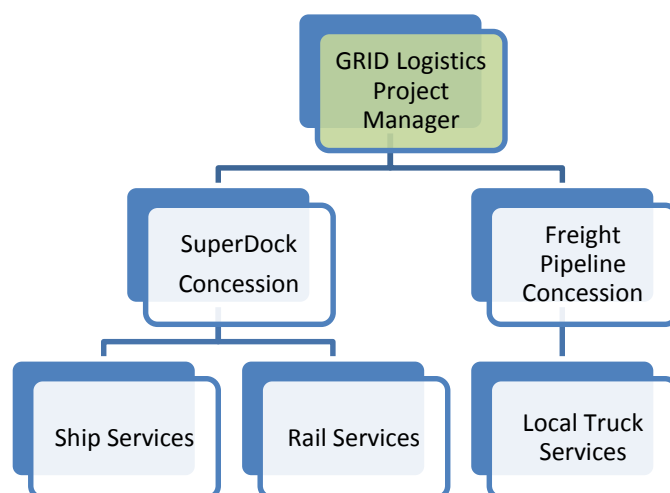 GRID Logistics
Project
Manager
SuperDock
Concession
Freight
Pipeline
Concession
Ship Services
Rail Services
Local Truck
Services